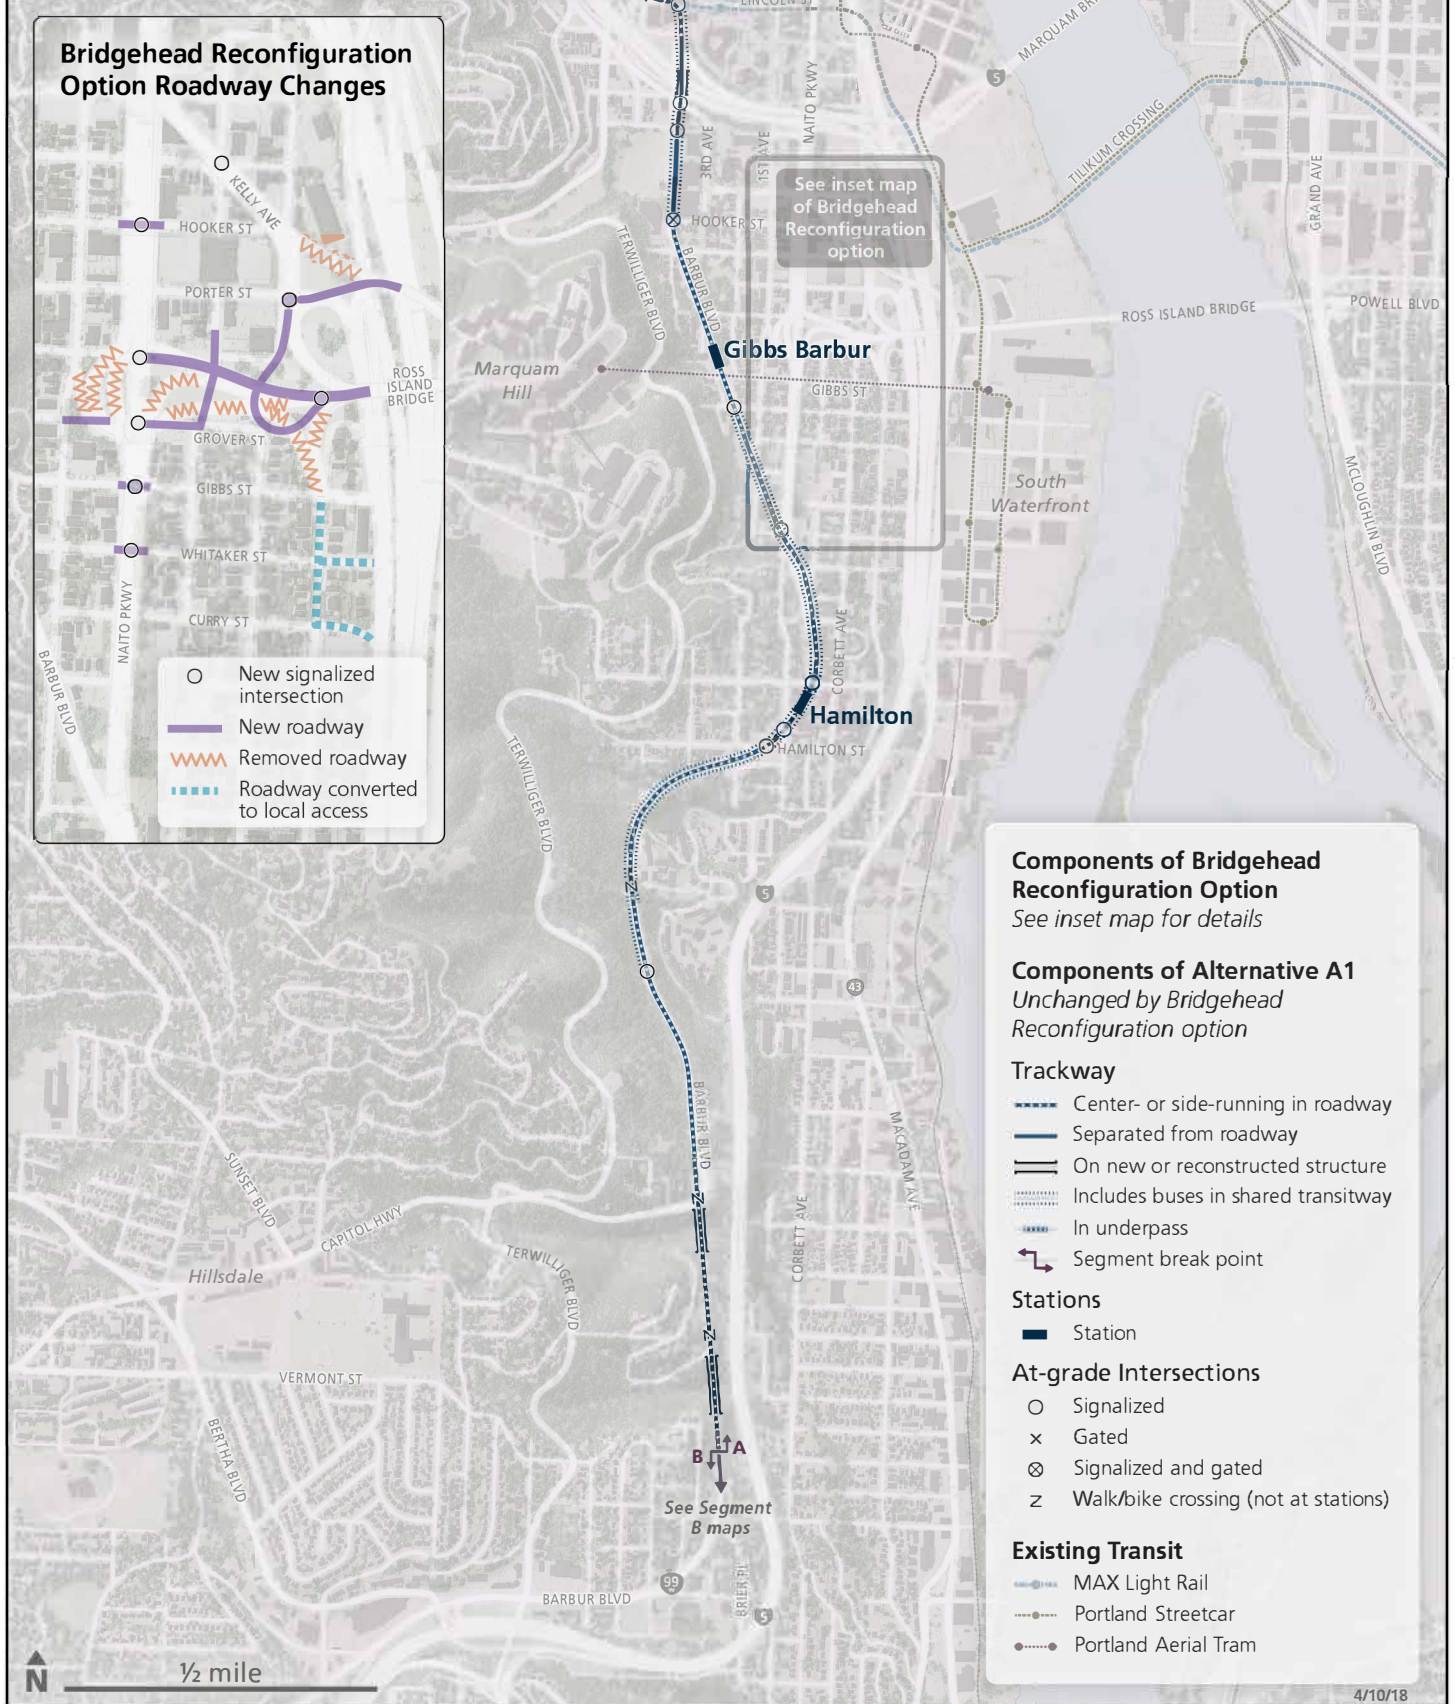 Bridgehead Reconfiguration
Option Roadway Changes
KELLY AVE
HOOKER ST
PORTER ST
ROSS
ISLAND
BRIDGE
GROVER ST
GIBBS ST
WHITAKER ST
CURRY ST
NAITO PKWY
BARBUR BLVD
New signalized
intersection
New roadway
Removed roadway
Roadway converted
to local access
LINCOLN ST
NAITO PKWY
5
MARQUAM BR
3RD AVE
1ST AVE
TILIKUM CROSSING
GRAND AVE
See inset map
of Bridgehead
Reconfiguration
option
HOOKER ST
TERWILLIGER BLVD
BARBUR BLVD
ROSS ISLAND BRIDGE
POWELL BLVD
Gibbs Barbur
Marquam
Hill
GIBBS ST
South
Waterfront
MCLOUGHLIN BLVD
CORBETT AVE
Hamilton
HAMILTON ST
TERWILLIGER BLVD
5
43
BARBUR BLVD
MACADAM AVE
SUNSET BLVD
CAPITOL HWY
CORBETT AVE
TERWILLIGER BLVD
Hillsdale
VERMONT ST
BERTHA BLVD
B
A
See Segment
B maps
99
W
BARBUR BLVD
BRIER PL
5
N
½ mile
Components of Bridgehead
Reconfiguration Option
See inset map for details
Components of Alternative A1
Unchanged by Bridgehead
Reconfiguration option
Trackway
Center- or side-running in roadway
Separated from roadway
On new or reconstructed structure
Includes buses in shared transitway
In underpass
Segment break point
Stations
Station
At-grade Intersections
Signalized
Gated
Signalized and gated
Walk/bike crossing (not at stations)
Existing Transit
MAX Light Rail
Portland Streetcar
Portland Aerial Tram
4/10/18